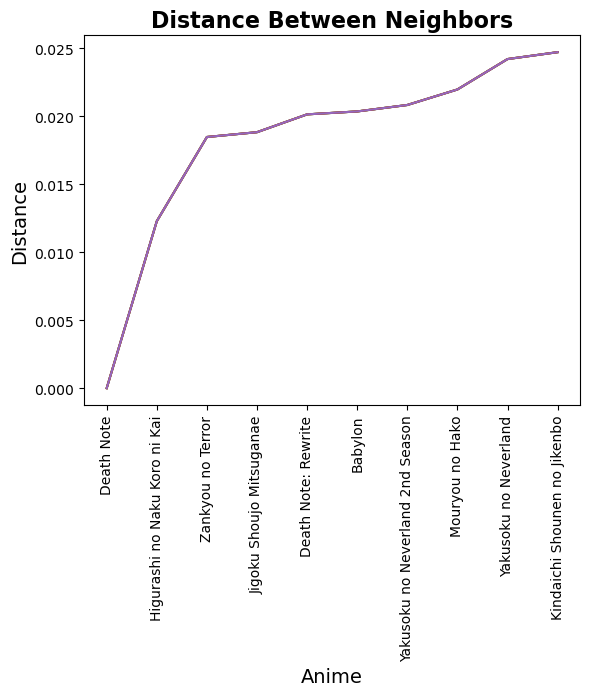 Distance Between Neighbors
Distance
0.025
0.020
0.015
0.010
0.005
0.000
Death Note
Higurashi no Naku Koro ni Kai
Zankyou no Terror
Jigoku Shoujo Mitsuganae
Death Note: Rewrite
Babylon
Yakusoku no Neverland 2nd Season
Mouryou no Hako
Yakusoku no Neverland
Kindaichi Shounen no Jikenbo
Anime